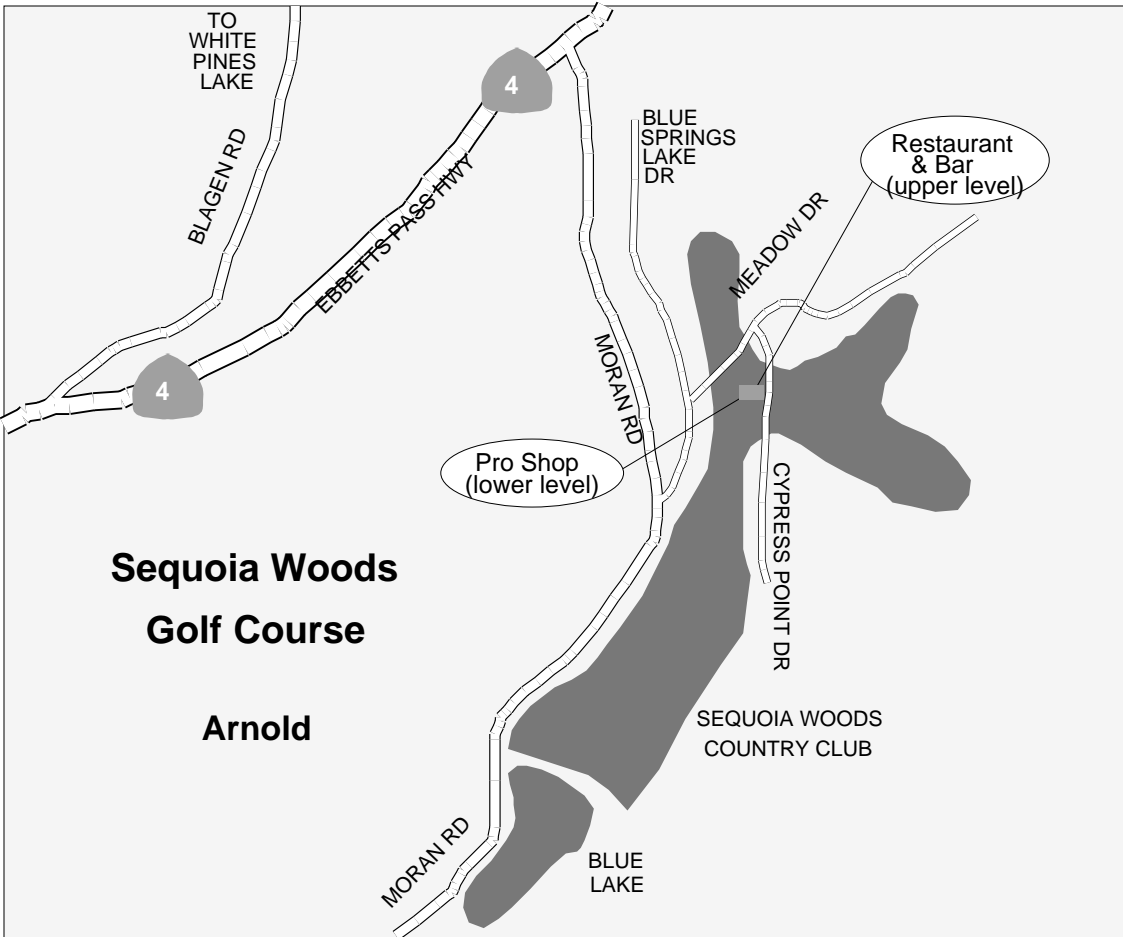 TO
WHITE
PINES
LAKE
4
BLUE
SPRINGS
LAKE
DR
Restaurant
& Bar
(upper level)
BLAGEN RD
EBBETTS PASS HWY
MEADOW DR
4
MORAN RD
Pro Shop
(lower level)
CYPRESS POINT DR
Sequoia Woods
Golf Course
Arnold
SEQUOIA WOODS
COUNTRY CLUB
MORAN RD
BLUE
LAKE